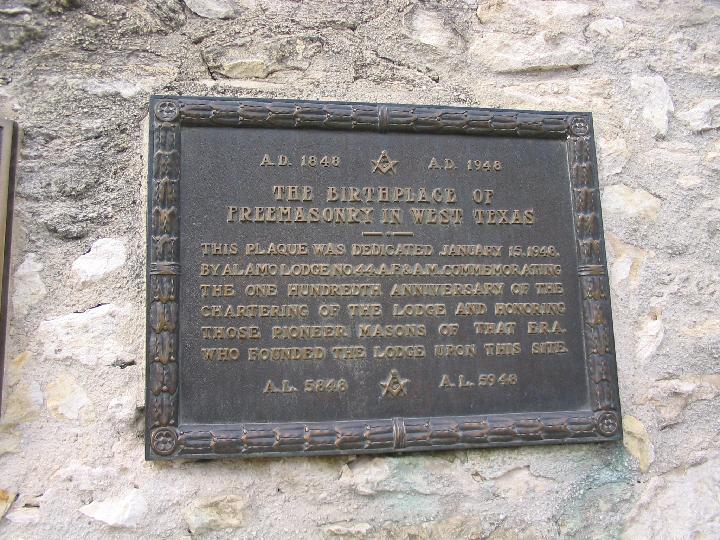 A.D. 1848 A.D. 1948
THE BIRTHPLACE OF
FREEMASONRY IN WEST TEXAS
THIS PLAQUE WAS DEDICATED JANUARY 15, 1948,
BY ALAMO LODGE NO. 44, A.F. & A.M. COMMEMORATING
THE ONE HUNDREDTH ANNIVERSARY OF THE
CHARTERING OF THE LODGE AND HONORING
THOSE PIONEER MASONS OF THAT ERA,
WHO FOUNDED THE LODGE UPON THIS SITE.
A.L. 5848 A.L. 5948